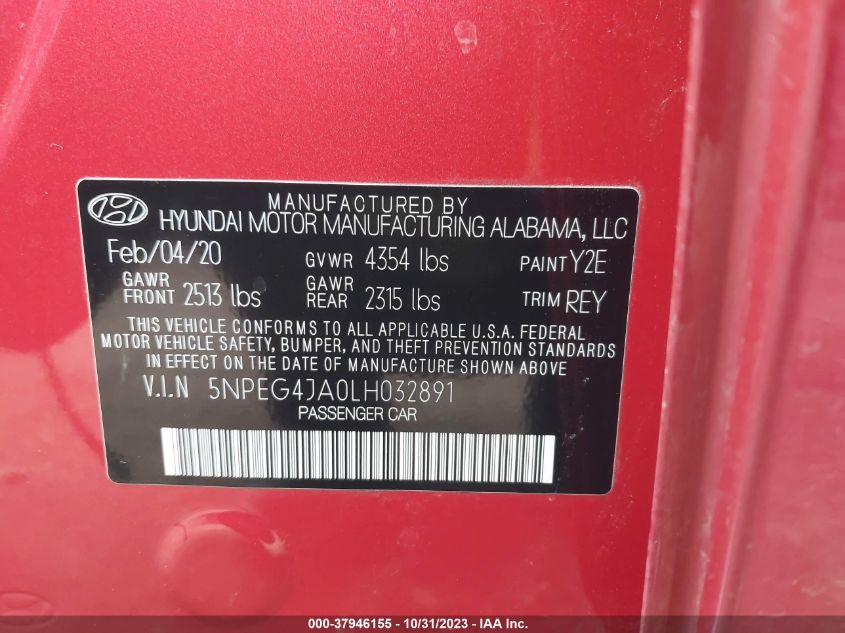 MANUFACTURED BY
HYUNDAI MOTOR MANUFACTURING ALABAMA, LLC
Feb/04/20 GVWR 4354 lbs PAINT Y2E
GAWR FRONT 2513 lbs GAWR REAR 2315 lbs TRIM REY
THIS VEHICLE CONFORMS TO ALL APPLICABLE U.S.A. FEDERAL
MOTOR VEHICLE SAFETY, BUMPER, AND THEFT PREVENTION STANDARDS
IN EFFECT ON THE DATE OF MANUFACTURE SHOWN ABOVE
V.I.N 5NPEG4JA0LH032891
PASSENGER CAR
000-37946155 - 10/31/2023 - IAA Inc.